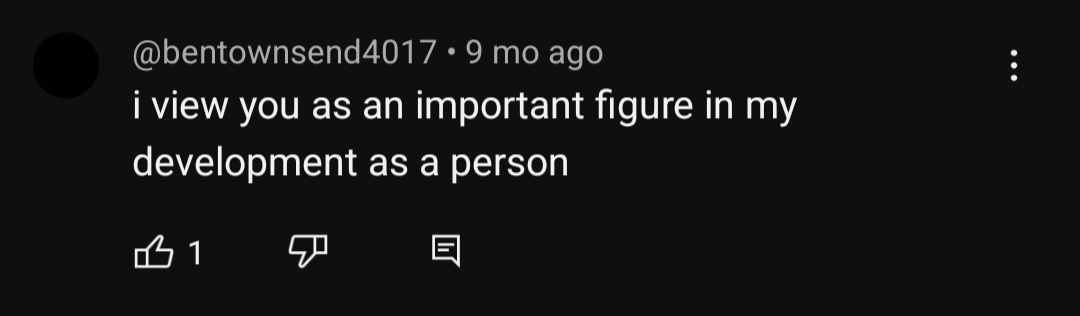 @bentownsend4017 • 9 mo ago
i view you as an important figure in my
development as a person
1